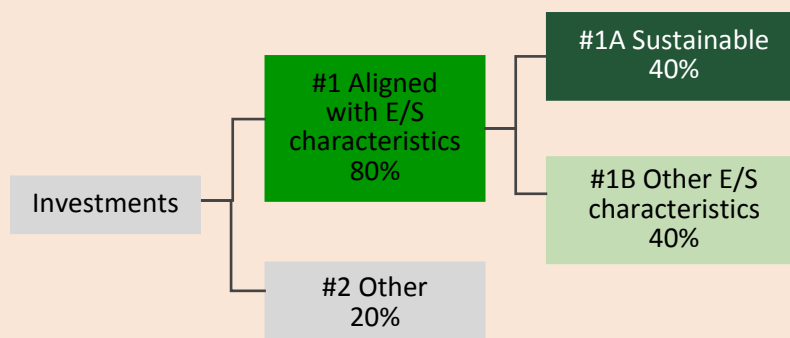 Investments
#1 Aligned
with E/S
characteristics
80%
#2 Other
20%
#1A Sustainable
40%
#1B Other E/S
characteristics
40%